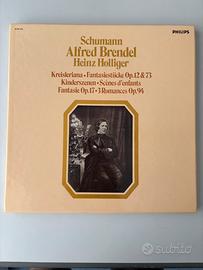 PHILIPS
Schumann
Alfred Brendel
Heinz Holliger
Kreisleriana • Fantasiestücke Op.12 & 73
Kinderszenen • Scènes d'enfants
Fantasie Op.17 • 3 Romances Op.94
subito